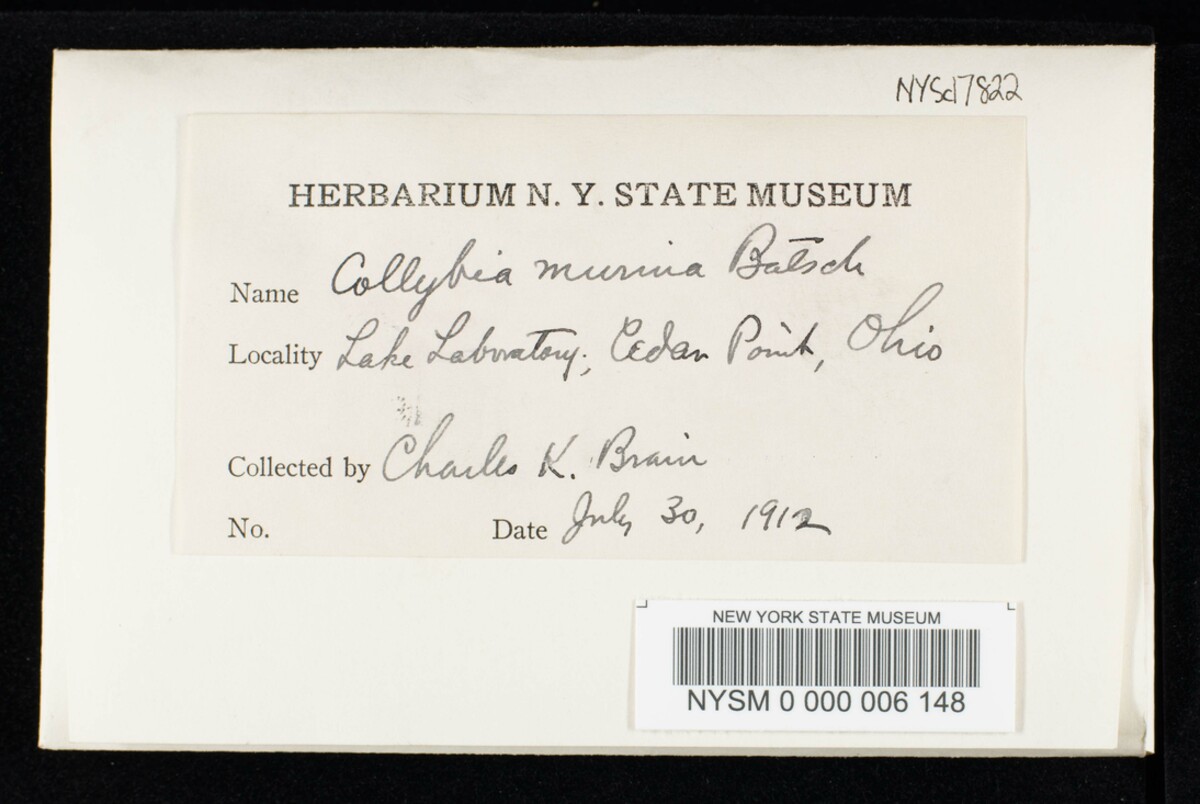 NYSd7822
HERBARIUM N. Y. STATE MUSEUM
Name Collybia murina Batsch
Locality Lake Laboratory, Cedar Point, Ohio
Collected by Charles K. Brain
No. Date July 30, 1912
NEW YORK STATE MUSEUM
NYSM 0 000 006 148